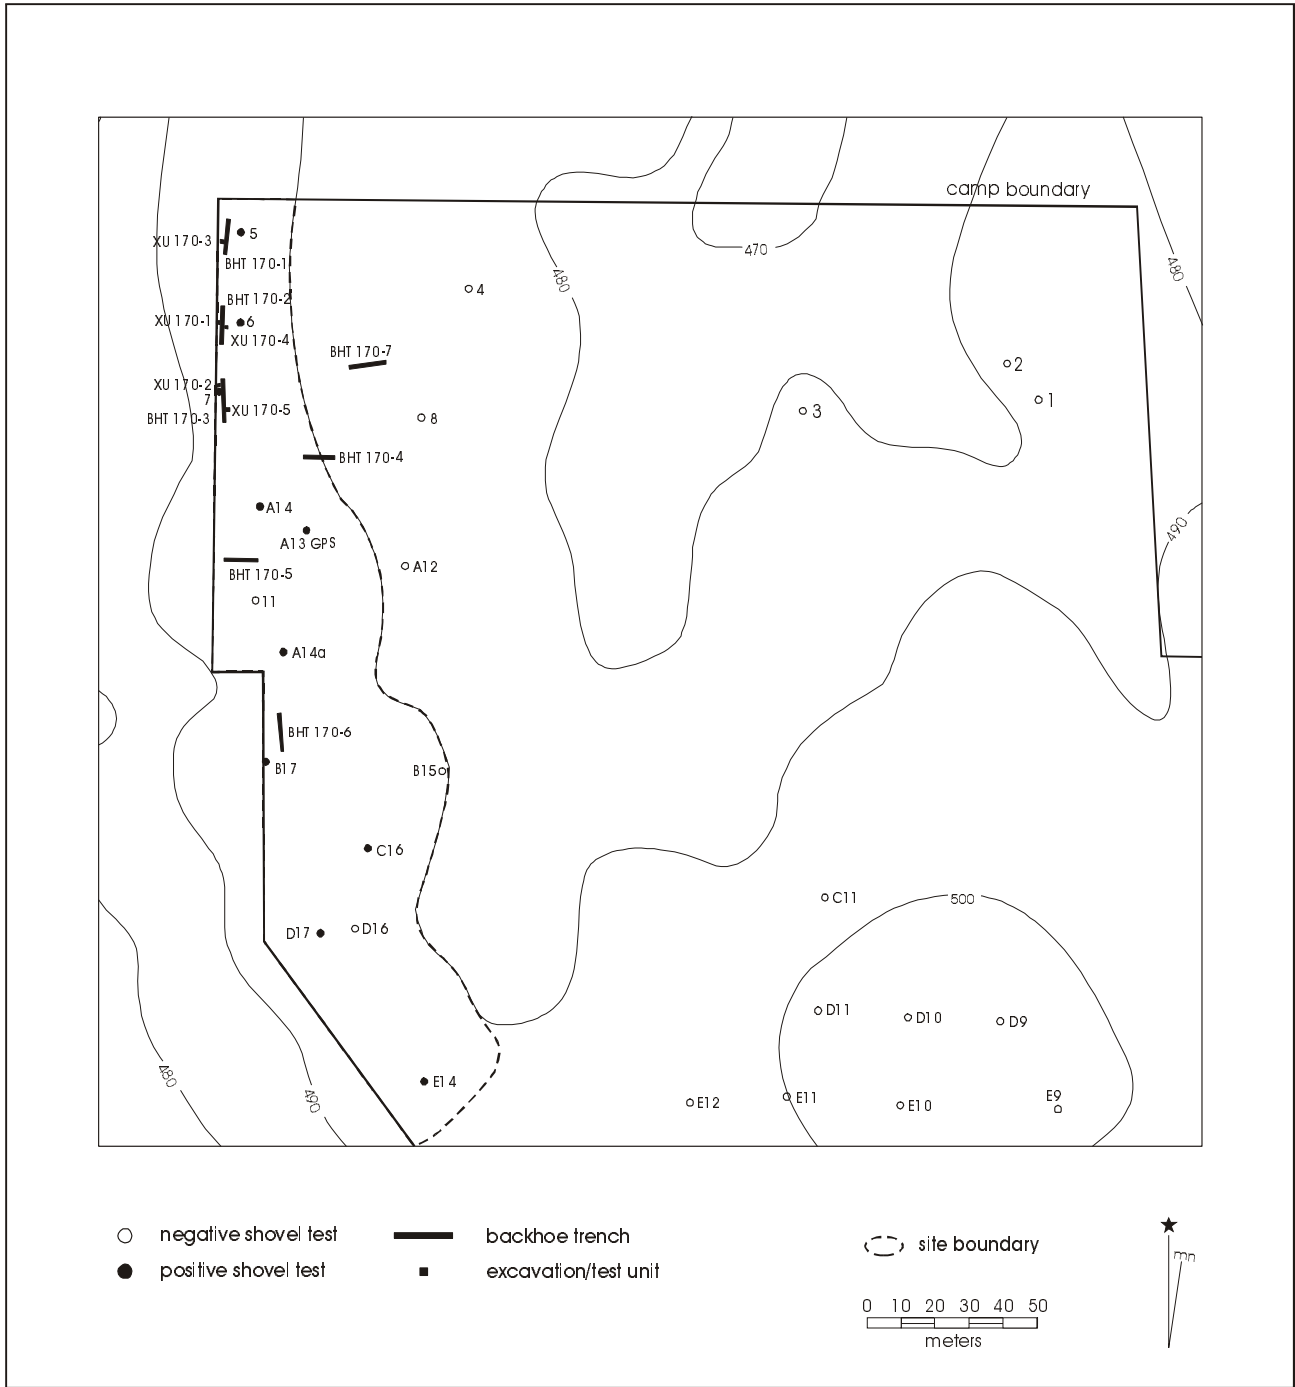 camp boundary
XU 170-3
5
470
BHT 170-1
480
480
4
BHT 170-2
XU 170-1
6
XU 170-4
BHT 170-7
2
XU 170-2
7
1
BHT 170-3
XU 170-5
8
3
BHT 170-4
A14
A13 GPS
490
A12
BHT 170-5
11
A14a
BHT 170-6
B17
B15
C16
C11
500
D17
D16
D11
D10
D9
480
490
E14
E12
E11
E10
E9
negative shovel test
backhoe trench
site boundary
positive shovel test
excavation/test unit
mn
0 10 20 30 40 50
meters